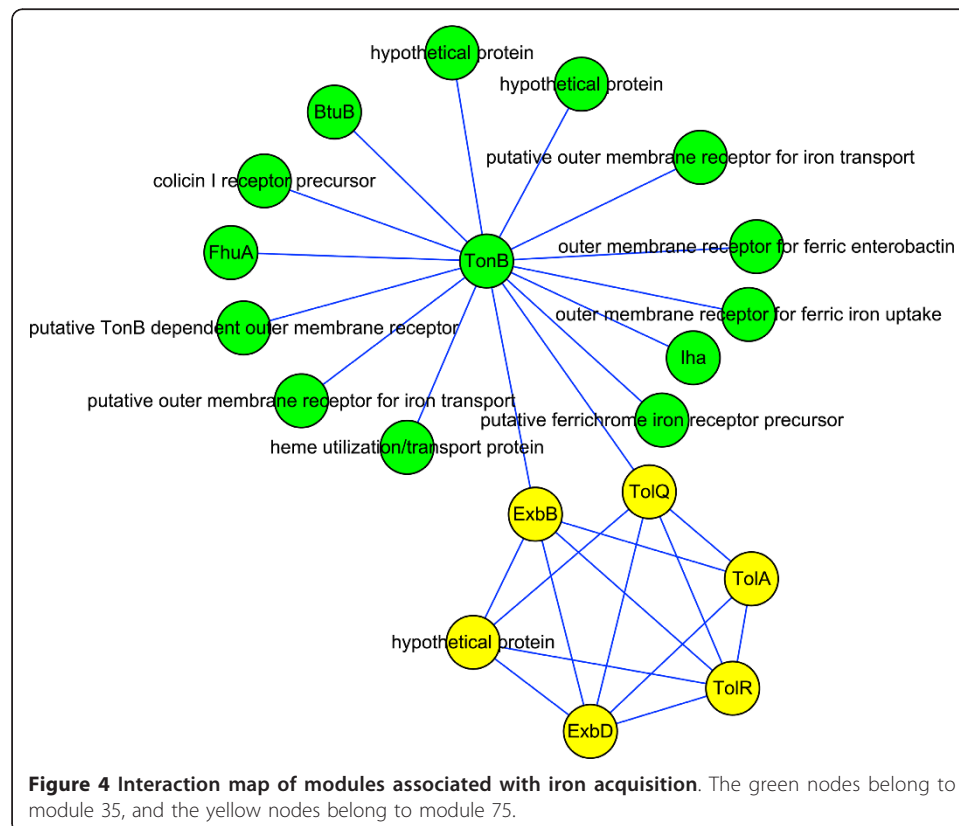 hypothetical protein
hypothetical protein
BtuB
putative outer membrane receptor for iron transport
colicin I receptor precursor
outer membrane receptor for ferric enterobactin
FhuA
TonB
outer membrane receptor for ferric iron uptake
putative TonB dependent outer membrane receptor
Iha
putative outer membrane receptor for iron transport
putative ferrichrome iron receptor precursor
heme utilization/transport protein
TolQ
ExbB
TolA
hypothetical protein
TolR
ExbD
Figure 4 Interaction map of modules associated with iron acquisition. The green nodes belong to
module 35, and the yellow nodes belong to module 75.